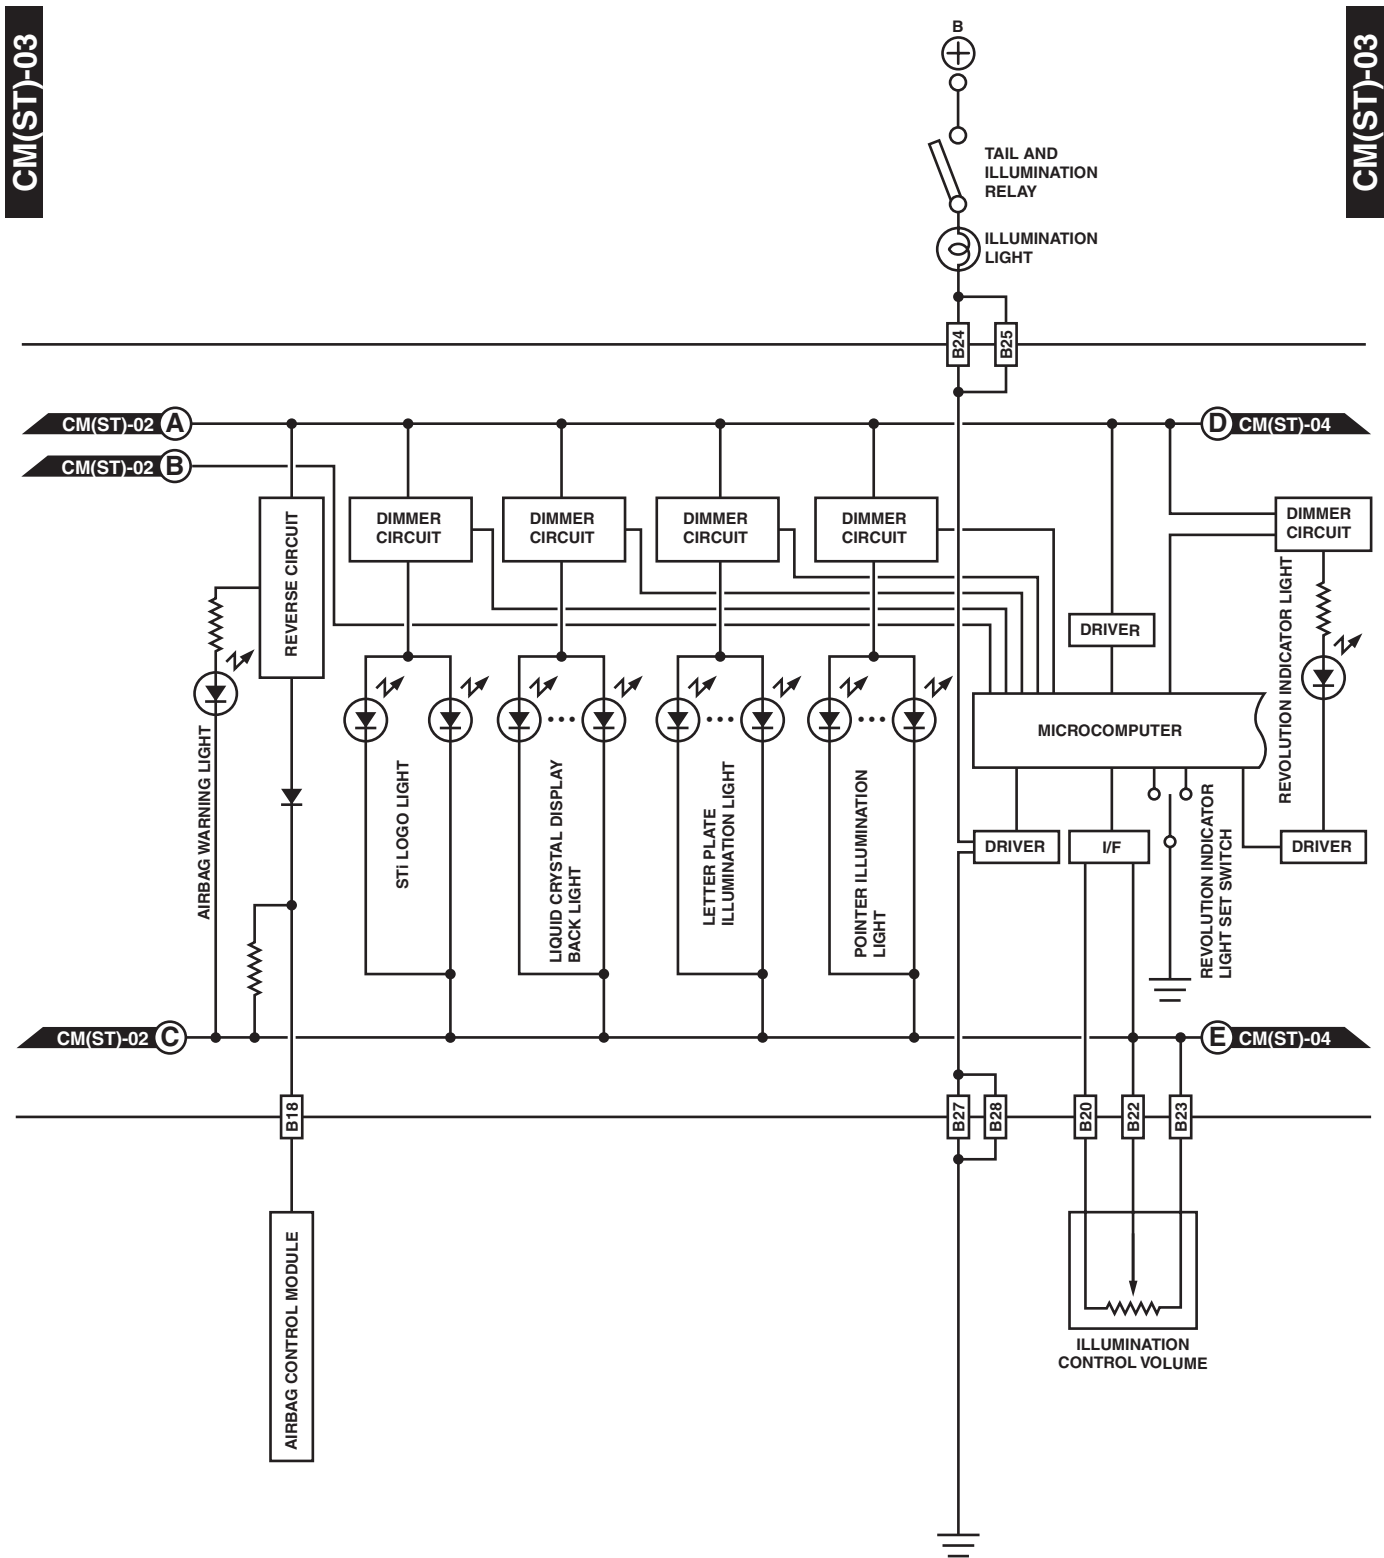 CM(ST)-03
CM(ST)-03
B
TAIL AND
ILLUMINATION
RELAY
ILLUMINATION
LIGHT
B24
B25
CM(ST)-02 A
D CM(ST)-04
CM(ST)-02 B
REVERSE CIRCUIT
DIMMER
CIRCUIT
DIMMER
CIRCUIT
DIMMER
CIRCUIT
DIMMER
CIRCUIT
DIMMER
CIRCUIT
DRIVER
REVOLUTION INDICATOR LIGHT
MICROCOMPUTER
AIRBAG WARNING LIGHT
STi LOGO LIGHT
LIQUID CRYSTAL DISPLAY
BACK LIGHT
LETTER PLATE
ILLUMINATION LIGHT
POINTER ILLUMINATION
LIGHT
DRIVER
I/F
REVOLUTION INDICATOR
LIGHT SET SWITCH
DRIVER
CM(ST)-02 C
E CM(ST)-04
B18
B27
B28
B20
B22
B23
AIRBAG CONTROL MODULE
ILLUMINATION
CONTROL VOLUME